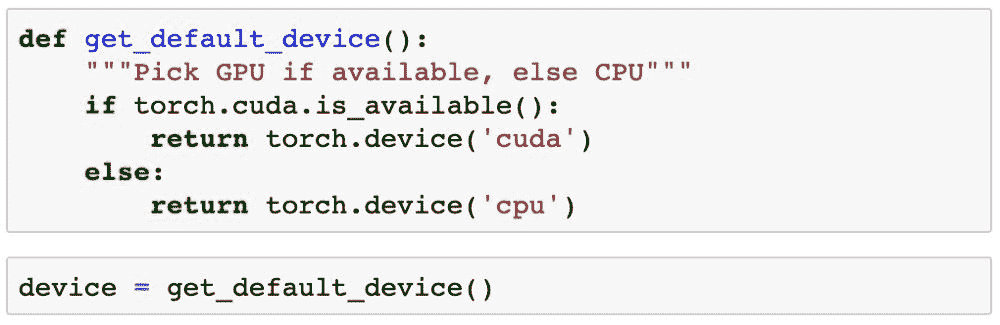 def get_default_device():
    """Pick GPU if available, else CPU"""
    if torch.cuda.is_available():
        return torch.device('cuda')
    else:
        return torch.device('cpu')
device = get_default_device()